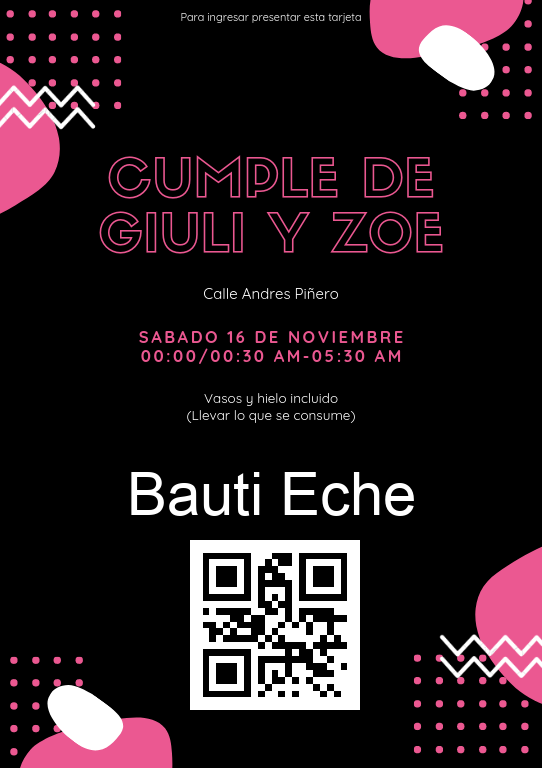 Para ingresar presentar esta tarjeta
CUMPLE DE
GIULI Y ZOE
Calle Andres Piñero
SABADO 16 DE NOVIEMBRE
00:00/00:30 AM-05:30 AM
Vasos y hielo incluido
(Llevar lo que se consume)
Bauti Eche